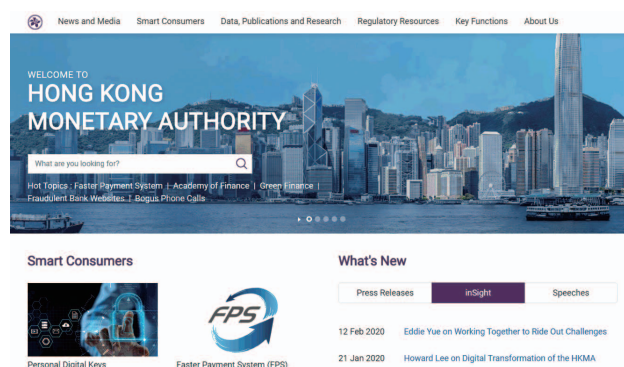 News and Media Smart Consumers Data, Publications and Research Regulatory Resources Key Functions About Us
WELCOME TO
HONG KONG
MONETARY AUTHORITY
What are you looking for?
Hot Topics : Faster Payment System | Academy of Finance | Green Finance |
Fraudulent Bank Websites | Bogus Phone Calls
Smart Consumers
FPS
Personal Digital Keys
Faster Payment System (FPS)
What's New
Press Releases inSight Speeches
12 Feb 2020 Eddie Yue on Working Together to Ride Out Challenges
21 Jan 2020 Howard Lee on Digital Transformation of the HKMA